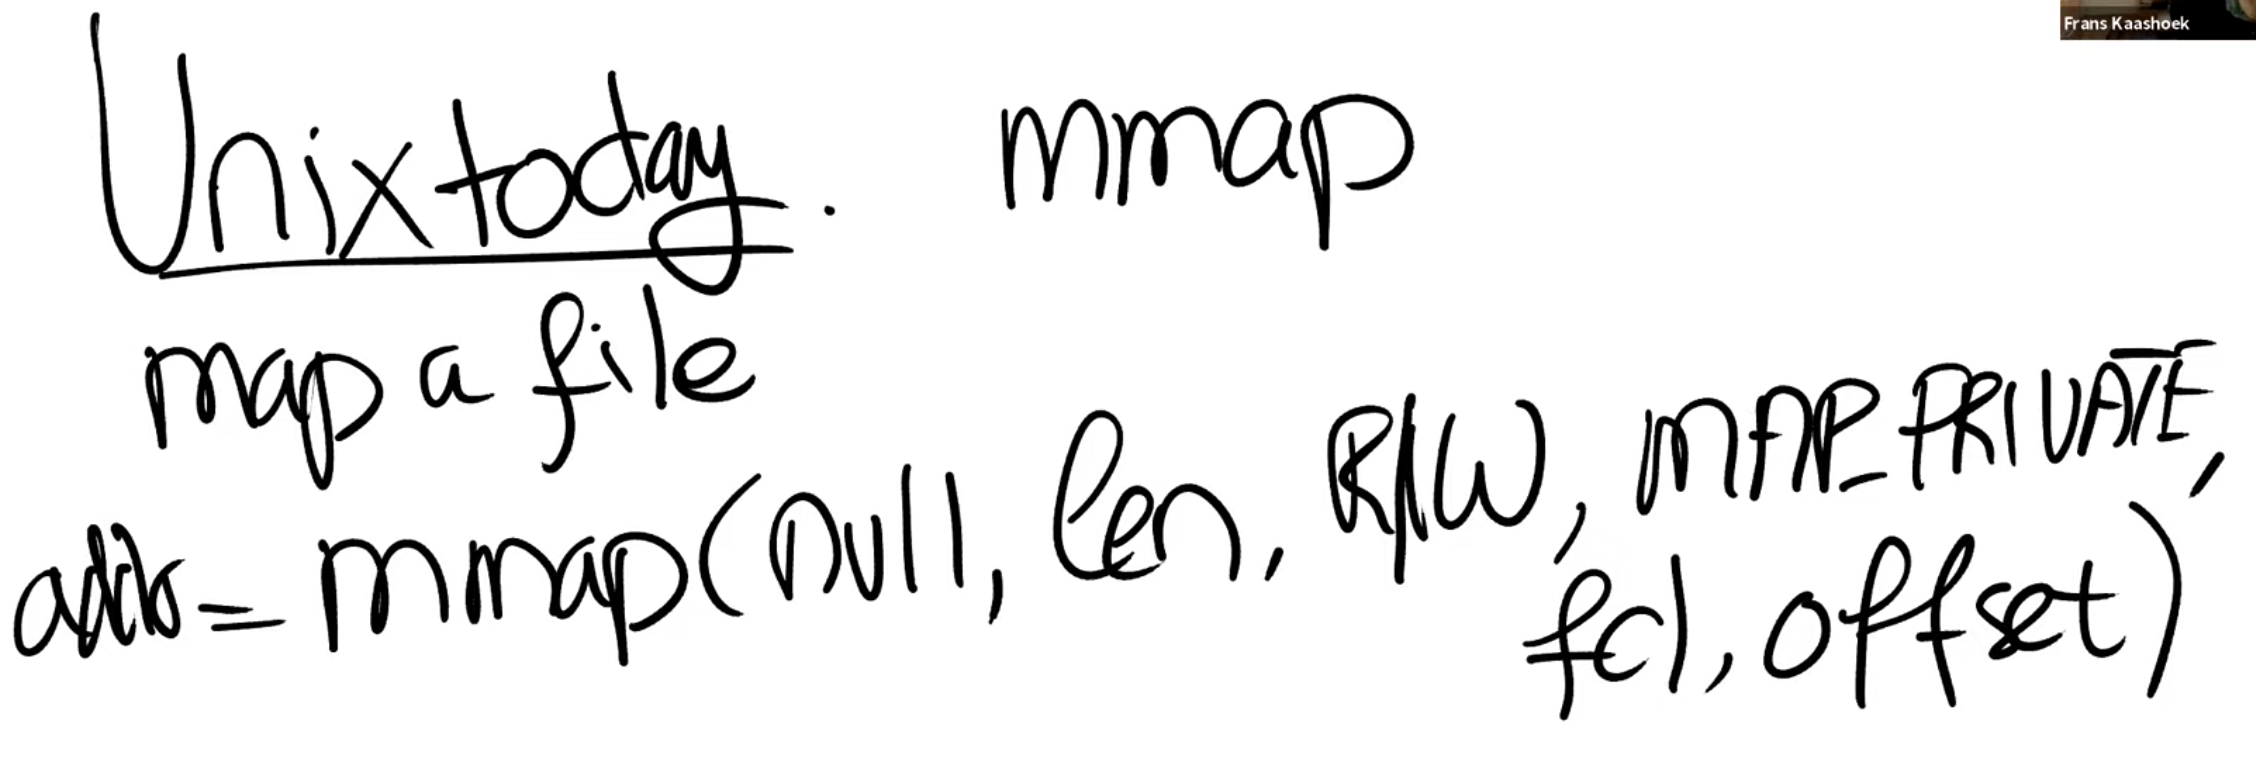 Frans Kaashoek
Unix today. mmap
map a file
addr = mmap(null, len, R/W, MAP_PRIVATE,
fd, offset)